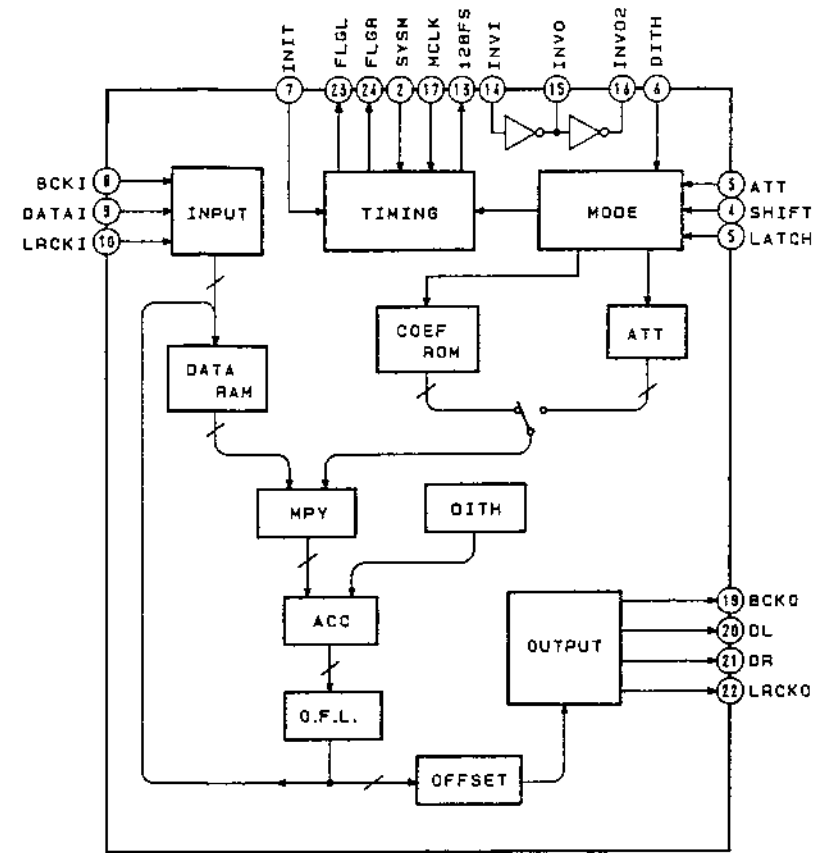 INIT
FLGL
FLGR
SYSM
MCLK
128FS
INVI
INVO
INVO2
DITH
7
23
24
2
17
13
14
15
16
6
BCKI 8
DATAI 9
LRCKI 10
INPUT
TIMING
MODE
ATT
4 SHIFT
5 LATCH
COEF
ROM
ATT
DATA
RAM
MPY
DITH
ACC
OUTPUT
19 BCKO
20 DL
21 DR
22 LRCKO
O.F.L.
OFFSET